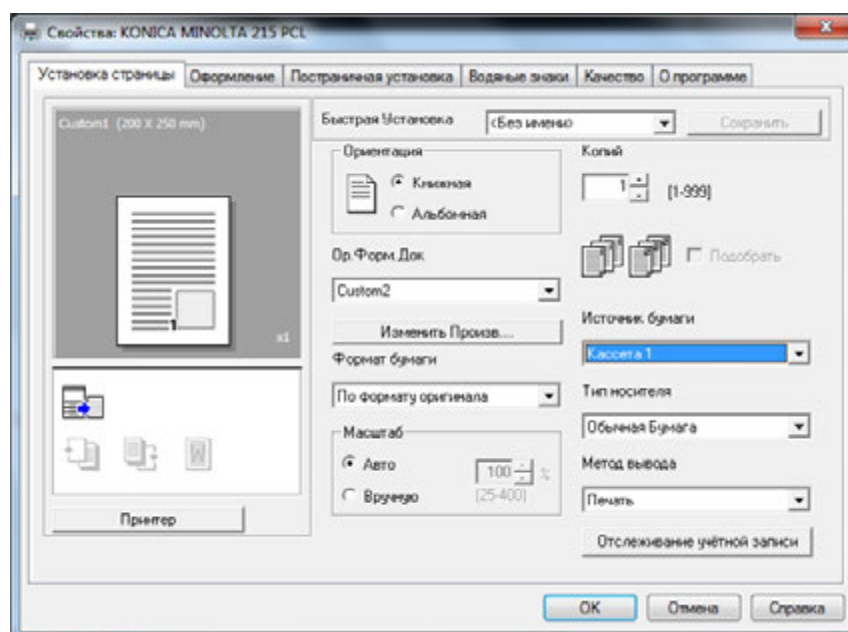 Свойства: KONICA MINOLTA 215 PCL
Установка страницы Оформление Постраничная установка Водяные знаки Качество О программе
Custom1 (200 X 250 mm)
x1
Принтер
Быстрая Установка
<Без имени>
Сохранить
Ориентация
Книжная
Альбомная
Ор.Форм.Док
Custom2
Изменить Произв....
Формат бумаги
По формату оригинала
Масштаб
Авто
100 %
Вручную
(25-400)
Копий
1 [1-999]
Подобрать
Источник бумаги
Кассета 1
Тип носителя
Обычная Бумага
Метод вывода
Печать
Отслеживание учётной записи
OK Отмена Справка